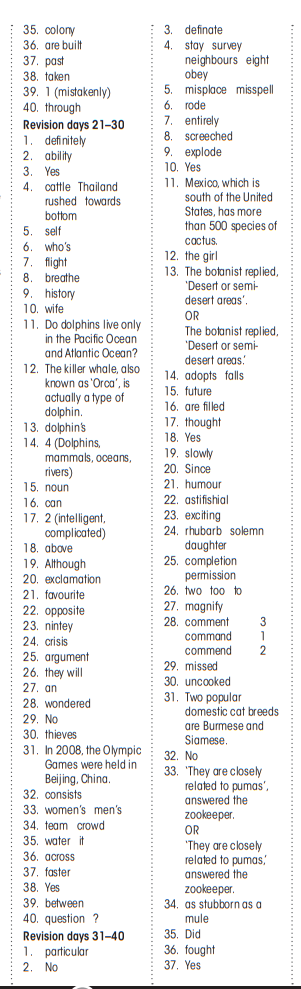 35. colony
36. are built
37. past
38. taken
39. 1 (mistakenly)
40. through
Revision days 21–30
1. definitely
2. ability
3. Yes
4. cattle Thailand
rushed towards
bottom
5. self
6. who's
7. flight
8. breathe
9. history
10. wife
11. Do dolphins live only
in the Pacific Ocean
and Atlantic Ocean?
12. The killer whale, also
known as 'Orca', is
actually a type of
dolphin.
13. dolphin's
14. 4 (Dolphins,
mammals, oceans,
rivers)
15. noun
16. can
17. 2 (intelligent,
complicated)
18. above
19. Although
20. exclamation
21. favourite
22. opposite
23. nintey
24. crisis
25. argument
26. they will
27. an
28. wondered
29. No
30. thieves
31. In 2008, the Olympic
Games were held in
Beijing, China.
32. consists
33. women's men's
34. team crowd
35. water it
36. across
37. faster
38. Yes
39. between
40. question ?
Revision days 31–40
1. particular
2. No
3. definate
4. stay survey
neighbours eight
obey
5. misplace misspell
6. rode
7. entirely
8. screeched
9. explode
10. Yes
11. Mexico, which is
south of the United
States, has more
than 500 species of
cactus.
12. the girl
13. The botanist replied,
'Desert or semi-
desert areas'.
OR
The botanist replied,
'Desert or semi-
desert areas.'
14. adopts falls
15. future
16. are filled
17. thought
18. Yes
19. slowly
20. Since
21. humour
22. astifishial
23. exciting
24. rhubarb solemn
daughter
25. completion
permission
26. two too to
27. magnify
28. comment 3
command 1
commend 2
29. missed
30. uncooked
31. Two popular
domestic cat breeds
are Burmese and
Siamese.
32. No
33. 'They are closely
related to pumas',
answered the
zookeeper.
OR
'They are closely
related to pumas,'
answered the
zookeeper.
34. as stubborn as a
mule
35. Did
36. fought
37. Yes